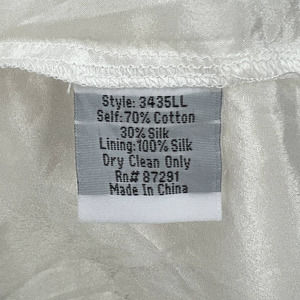 Style: 3435LL
Self:70% Cotton
30% Silk
Lining:100% Silk
Dry Clean Only
Rn# 87291
Made In China